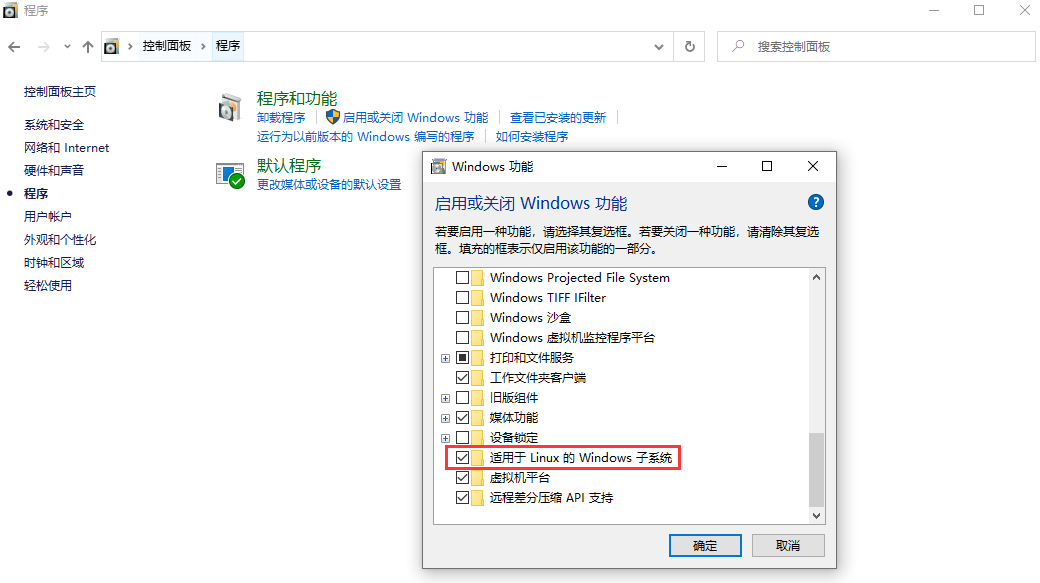 程序
控制面板 程序
搜索控制面板
控制面板主页
系统和安全
网络和 Internet
硬件和声音
程序
用户帐户
外观和个性化
时钟和区域
轻松使用
程序和功能
卸载程序 启用或关闭 Windows 功能 查看已安装的更新
运行为以前版本的 Windows 编写的程序 如何安装程序
默认程序
更改媒体或设备的默认设置
Windows 功能
启用或关闭 Windows 功能
若要启用一种功能，请选择其复选框。若要关闭一种功能，请清除其复选
框。填充的框表示仅启用该功能的一部分。
Windows Projected File System
Windows TIFF IFilter
Windows 沙盒
Windows 虚拟机监控程序平台
打印和文件服务
工作文件夹客户端
旧版组件
媒体功能
设备锁定
适用于 Linux 的 Windows 子系统
虚拟机平台
远程差分压缩 API 支持
确定 取消